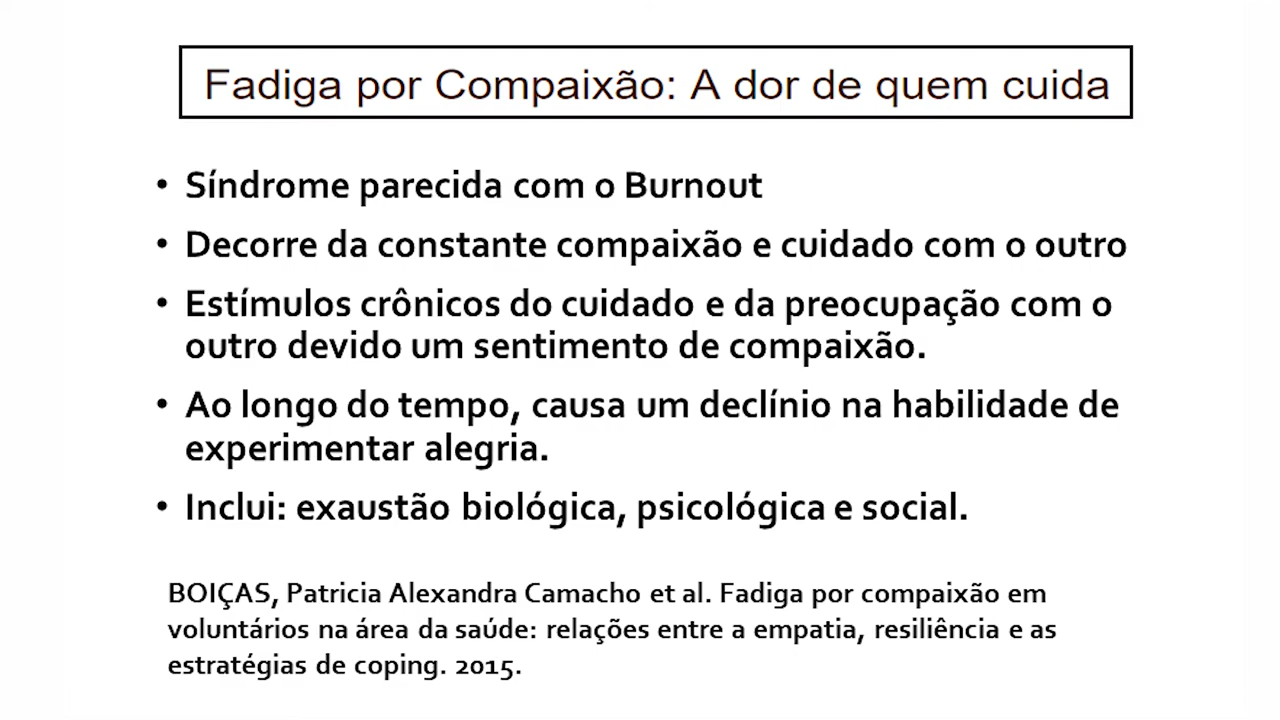 Fadiga por Compaixão: A dor de quem cuida
• Síndrome parecida com o Burnout
• Decorre da constante compaixão e cuidado com o outro
• Estímulos crônicos do cuidado e da preocupação com o
outro devido um sentimento de compaixão.
• Ao longo do tempo, causa um declínio na habilidade de
experimentar alegria.
• Inclui: exaustão biológica, psicológica e social.
BOIÇAS, Patricia Alexandra Camacho et al. Fadiga por compaixão em
voluntários na área da saúde: relações entre a empatia, resiliência e as
estratégias de coping. 2015.